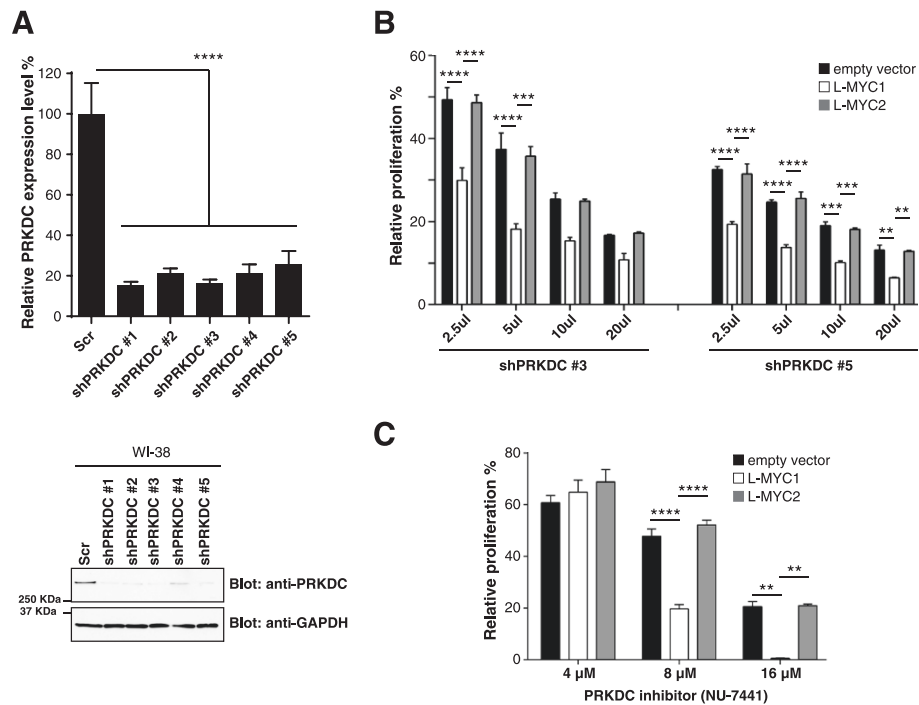 A
****
Relative PRKDC expression level %
120
100
80
60
40
20
0
Scr
shPRKDC #1
shPRKDC #2
shPRKDC #3
shPRKDC #4
shPRKDC #5
WI-38
Scr
shPRKDC #1
shPRKDC #2
shPRKDC #3
shPRKDC #4
shPRKDC #5
250 KDa
37 KDa
Blot: anti-PRKDC
Blot: anti-GAPDH
B
empty vector
L-MYC1
L-MYC2
Relative proliferation %
60
40
20
0
**** ****
**** ***
**** ****
**** ****
*** ***
** **
2.5ul 5ul 10ul 20ul
2.5ul 5ul 10ul 20ul
shPRKDC #3
shPRKDC #5
C
empty vector
L-MYC1
L-MYC2
Relative proliferation %
80
60
40
20
0
**** ****
** **
4 µM 8 µM 16 µM
PRKDC inhibitor (NU-7441)